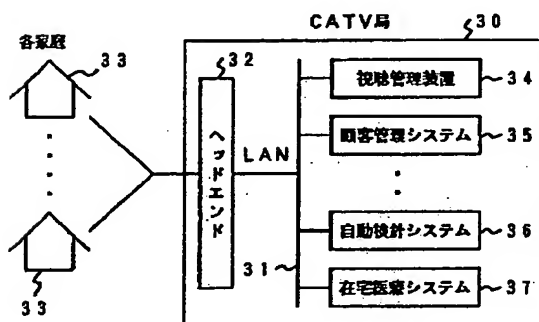 CATV局
30
各家庭
33
32
ヘッドエンド
LAN
視聴管理装置
34
顧客管理システム
35
自動検針システム
36
31
在宅医療システム
37
33